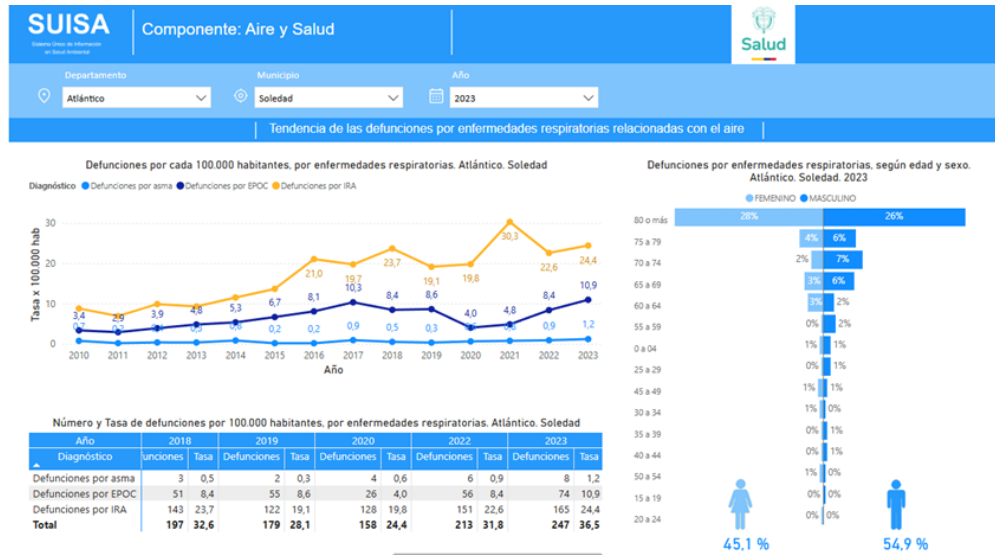 SUISA
Sistema Único de Información
en Salud Ambiental
Componente: Aire y Salud
Salud
Departamento
Atlántico
Municipio
Soledad
Año
2023
Tendencia de las defunciones por enfermedades respiratorias relacionadas con el aire
Defunciones por cada 100.000 habitantes, por enfermedades respiratorias. Atlántico. Soledad
Diagnóstico Defunciones por asma Defunciones por EPOC Defunciones por IRA
Tasa x 100.000 hab
30
20
10
0
21,0 19,7 23,7 19,1 19,8 30,3 22,6 24,4
3,4 2,9 3,9 4,8 5,3 6,7 8,1 10,3 8,4 8,6 4,0 4,8 8,4 10,9
0,2 0,2 0,9 0,5 0,3 0,9 1,2
2010 2011 2012 2013 2014 2015 2016 2017 2018 2019 2020 2021 2022 2023
Año
Número y Tasa de defunciones por 100.000 habitantes, por enfermedades respiratorias. Atlántico. Soledad
Año 2018 2019 2020 2022 2023
Diagnóstico unciones Tasa Defunciones Tasa Defunciones Tasa Defunciones Tasa Defunciones Tasa
Defunciones por asma 3 0,5 2 0,3 4 0,6 6 0,9 8 1,2
Defunciones por EPOC 51 8,4 55 8,6 26 4,0 56 8,4 74 10,9
Defunciones por IRA 143 23,7 122 19,1 128 19,8 151 22,6 165 24,4
Total 197 32,6 179 28,1 158 24,4 213 31,8 247 36,5
Defunciones por enfermedades respiratorias, según edad y sexo.
Atlántico. Soledad. 2023
FEMENINO MASCULINO
80 o más 28% 26%
75 a 79 4% 6%
70 a 74 2% 7%
65 a 69 3% 6%
60 a 64 3% 2%
55 a 59 0% 2%
0 a 04 1% 1%
25 a 29 0% 1%
45 a 49 1% 1%
30 a 34 1% 0%
35 a 39 0% 1%
40 a 44 0% 1%
50 a 54 1% 0%
15 a 19 0% 0%
20 a 24 0% 0%
45,1 %
54,9 %